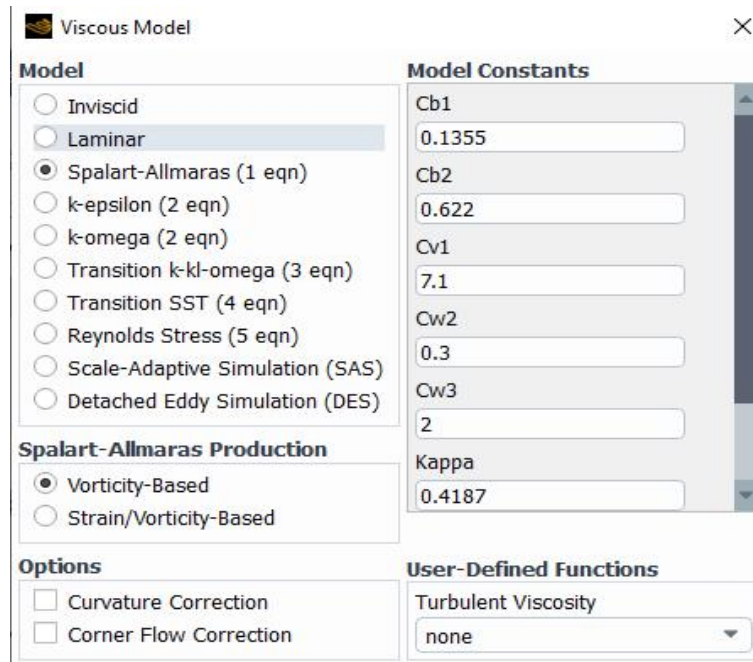 Viscous Model
Model
Inviscid
Laminar
Spalart-Allmaras (1 eqn)
k-epsilon (2 eqn)
k-omega (2 eqn)
Transition k-kl-omega (3 eqn)
Transition SST (4 eqn)
Reynolds Stress (5 eqn)
Scale-Adaptive Simulation (SAS)
Detached Eddy Simulation (DES)
Spalart-Allmaras Production
Vorticity-Based
Strain/Vorticity-Based
Options
Curvature Correction
Corner Flow Correction
Model Constants
Cb1
0.1355
Cb2
0.622
Cv1
7.1
Cw2
0.3
Cw3
2
Kappa
0.4187
User-Defined Functions
Turbulent Viscosity
none